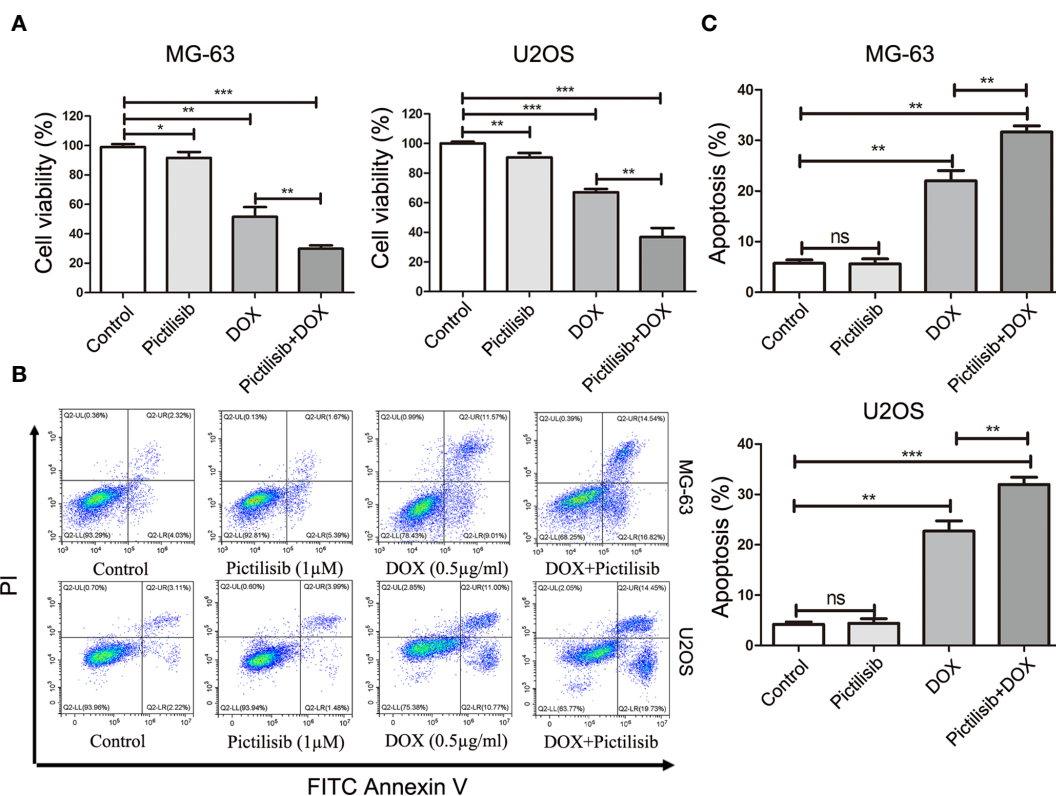 A
MG-63
Cell viability (%)
120
100
80
60
40
20
0
***
**
*
**
Control
Pictilisib
DOX
Pictilisib+DOX
U2OS
Cell viability (%)
120
100
80
60
40
20
0
***
***
**
**
Control
Pictilisib
DOX
Pictilisib+DOX
C
MG-63
Apoptosis (%)
40
30
20
10
0
**
**
**
ns
Control
Pictilisib
DOX
Pictilisib+DOX
U2OS
Apoptosis (%)
40
30
20
10
0
**
***
**
ns
Control
Pictilisib
DOX
Pictilisib+DOX
B
PI
Q2-UL(0.36%) Q2-UR(2.32%)
Q2-LL(93.29%) Q2-LR(4.03%)
Control
Q2-UL(0.13%) Q2-UR(1.67%)
Q2-LL(92.81%) Q2-LR(5.39%)
Pictilisib (1μM)
Q2-UL(0.99%) Q2-UR(11.57%)
Q2-LL(78.43%) Q2-LR(9.01%)
DOX (0.5μg/ml)
Q2-UL(0.39%) Q2-UR(14.54%)
Q2-LL(68.25%) Q2-LR(16.82%)
DOX+Pictilisib
MG-63
Q2-UL(0.70%) Q2-UR(3.11%)
Q2-LL(93.96%) Q2-LR(2.22%)
Control
Q2-UL(0.60%) Q2-UR(3.99%)
Q2-LL(93.94%) Q2-LR(1.48%)
Pictilisib (1μM)
Q2-UL(2.85%) Q2-UR(11.00%)
Q2-LL(75.38%) Q2-LR(10.77%)
DOX (0.5μg/ml)
Q2-UL(2.05%) Q2-UR(14.45%)
Q2-LL(63.77%) Q2-LR(19.73%)
DOX+Pictilisib
U2OS
FITC Annexin V